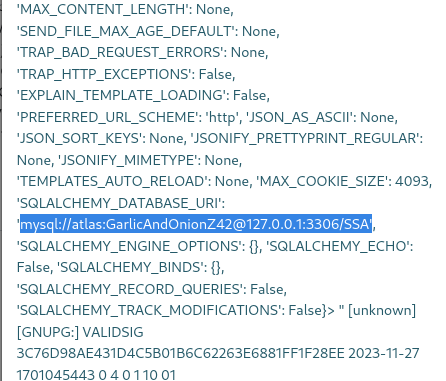 'MAX_CONTENT_LENGTH': None,
'SEND_FILE_MAX_AGE_DEFAULT': None,
'TRAP_BAD_REQUEST_ERRORS': None,
'TRAP_HTTP_EXCEPTIONS': False,
'EXPLAIN_TEMPLATE_LOADING': False,
'PREFERRED_URL_SCHEME': 'http', 'JSON_AS_ASCII': None,
'JSON_SORT_KEYS': None, 'JSONIFY_PRETTYPRINT_REGULAR':
None, 'JSONIFY_MIMETYPE': None,
'TEMPLATES_AUTO_RELOAD': None, 'MAX_COOKIE_SIZE': 4093,
'SQLALCHEMY_DATABASE_URI':
'mysql://atlas:GarlicAndOnionZ42@127.0.0.1:3306/SSA',
'SQLALCHEMY_ENGINE_OPTIONS': {}, 'SQLALCHEMY_ECHO':
False, 'SQLALCHEMY_BINDS': {},
'SQLALCHEMY_RECORD_QUERIES': False,
'SQLALCHEMY_TRACK_MODIFICATIONS': False}> " [unknown]
[GNUPG:] VALIDSIG
3C76D98AE431D4C5B01B6C62263E6881FF1F28EE 2023-11-27
1701045443 0 4 0 1 10 01